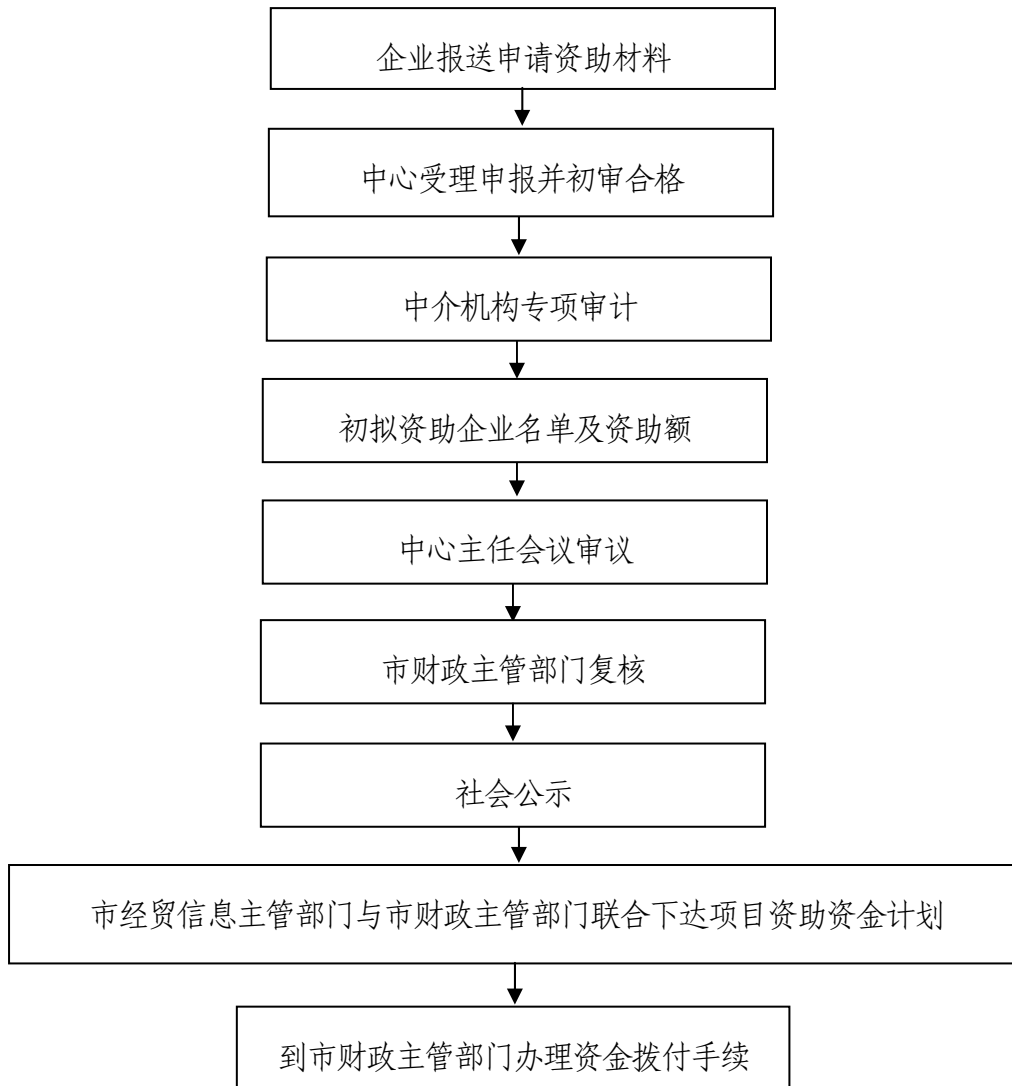 企业报送申请资助材料
中心受理申报并初审合格
中介机构专项审计
初拟资助企业名单及资助额
中心主任会议审议
市财政主管部门复核
社会公示
市经贸信息主管部门与市财政主管部门联合下达项目资助资金计划
到市财政主管部门办理资金拨付手续